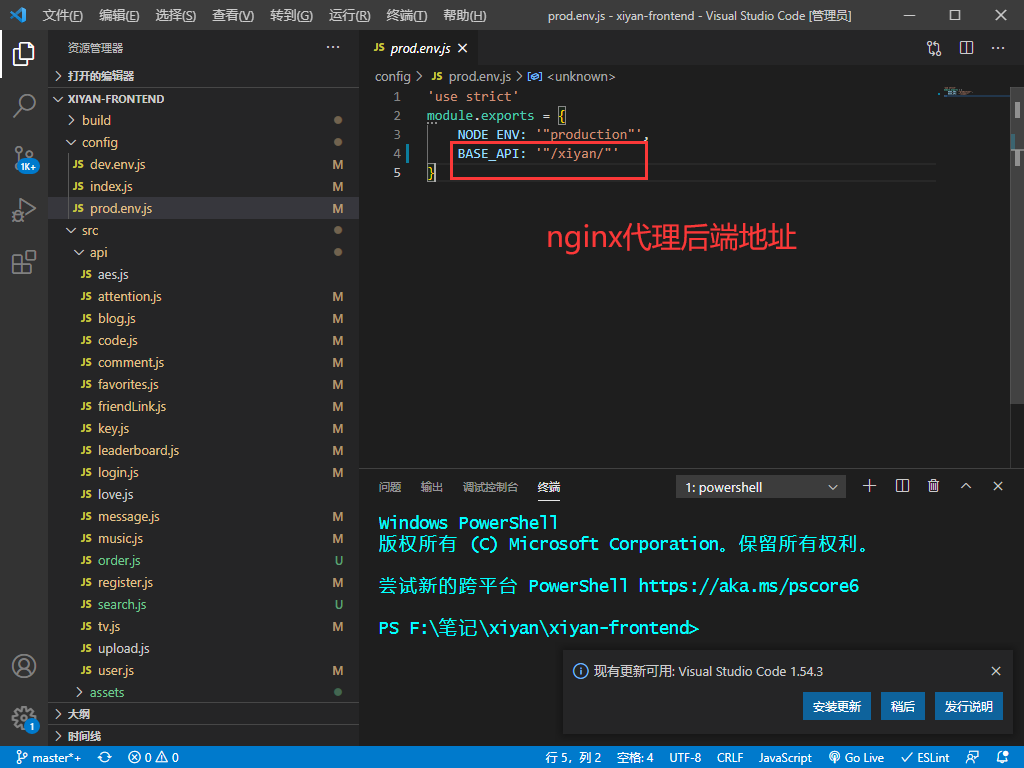 文件(F) 编辑(E) 选择(S) 查看(V) 转到(G) 运行(R) 终端(T) 帮助(H) prod.env.js - xiyan-frontend - Visual Studio Code [管理员]
资源管理器 ···
打开的编辑器
XIYAN-FRONTEND
build
config
JS dev.env.js M
JS index.js M
JS prod.env.js M
src
api
JS aes.js
JS attention.js M
JS blog.js M
JS code.js M
JS comment.js M
JS favorites.js M
JS friendLink.js M
JS key.js M
JS leaderboard.js M
JS login.js M
JS love.js
JS message.js M
JS music.js M
JS order.js U
JS register.js M
JS search.js U
JS tv.js M
JS upload.js
JS user.js M
assets
大纲
时间线
1K+
1
JS prod.env.js
config > JS prod.env.js > <unknown>
1 'use strict'
2 module.exports = {
3 NODE_ENV: '"production"',
4 BASE_API: '"/xiyan/"'
5 }
nginx代理后端地址
问题 输出 调试控制台 终端 1: powershell
Windows PowerShell
版权所有 (C) Microsoft Corporation。保留所有权利。
尝试新的跨平台 PowerShell https://aka.ms/pscore6
PS F:\笔记\xiyan\xiyan-frontend>
现有更新可用: Visual Studio Code 1.54.3
安装更新 稍后 发行说明
master*+ 0 0 行 5，列 2 空格: 4 UTF-8 CRLF JavaScript Go Live ESLint